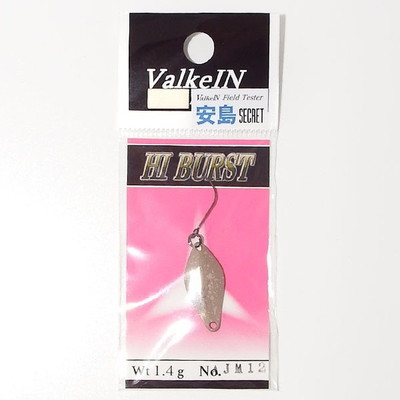 ValkeIN
ValkeIN Field Tester
安島 SECRET
HI BURST
Wt 1.4g No. JM12